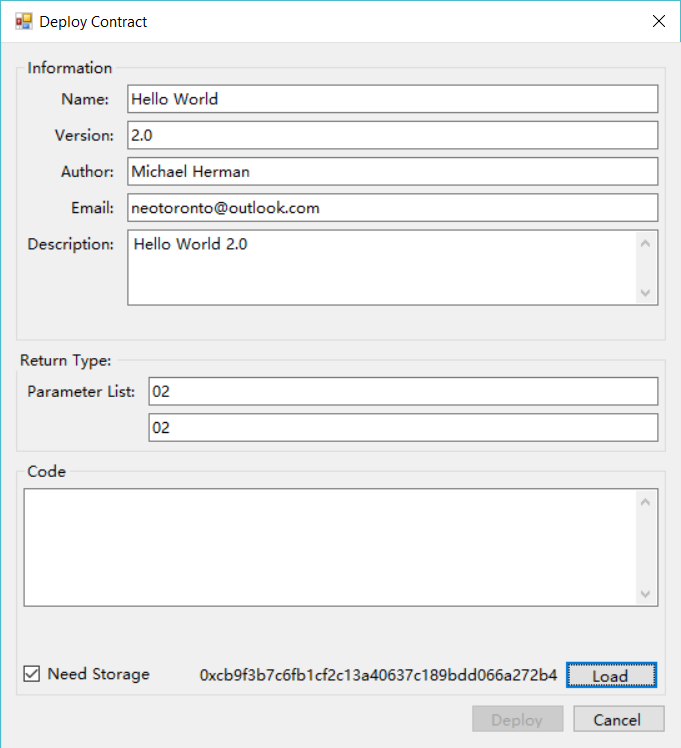 Deploy Contract
Information
Name: Hello World
Version: 2.0
Author: Michael Herman
Email: neotoronto@outlook.com
Description: Hello World 2.0
Return Type:
Parameter List: 02
02
Code
Need Storage 0xcb9f3b7c6fb1cf2c13a40637c189bdd066a272b4 Load
Deploy Cancel